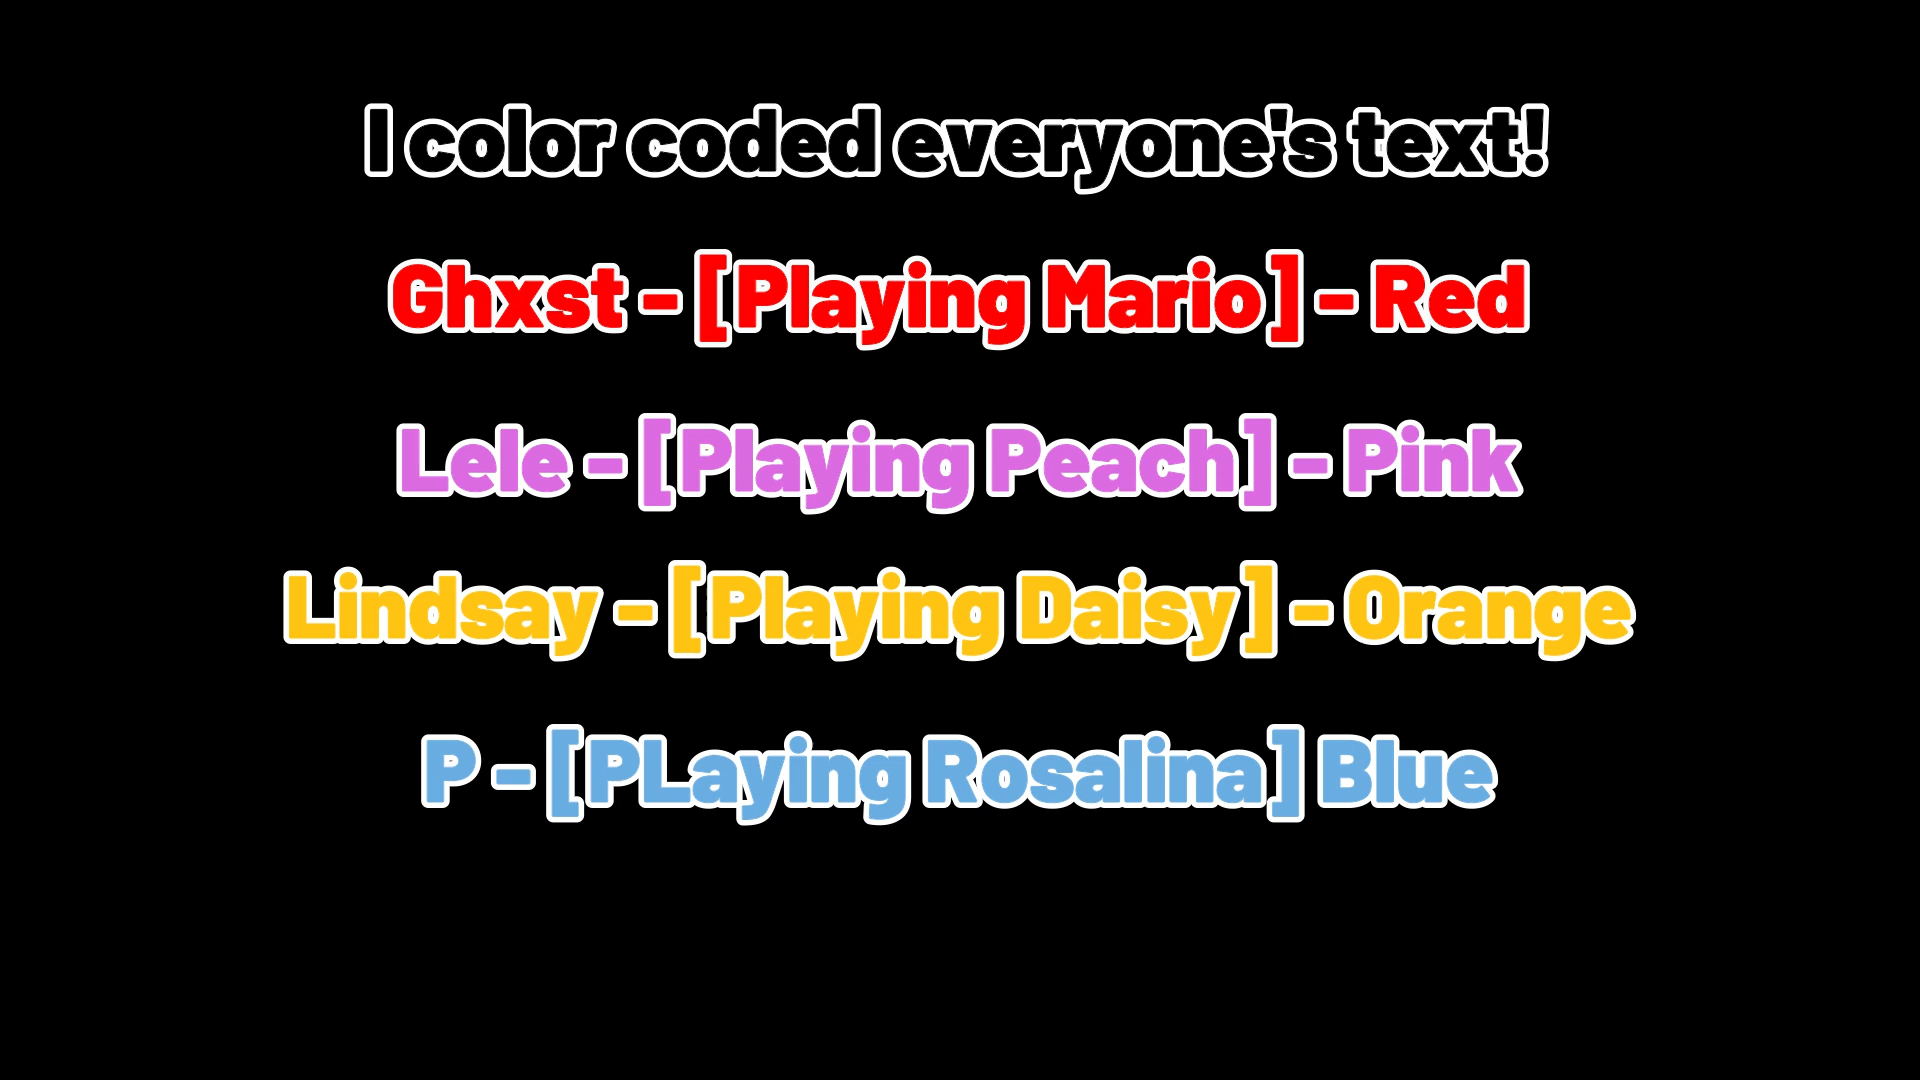 I color coded everyone's text!
Ghxst - [Playing Mario] - Red
Lele - [Playing Peach] - Pink
Lindsay - [Playing Daisy] - Orange
P - [PLaying Rosalina] Blue